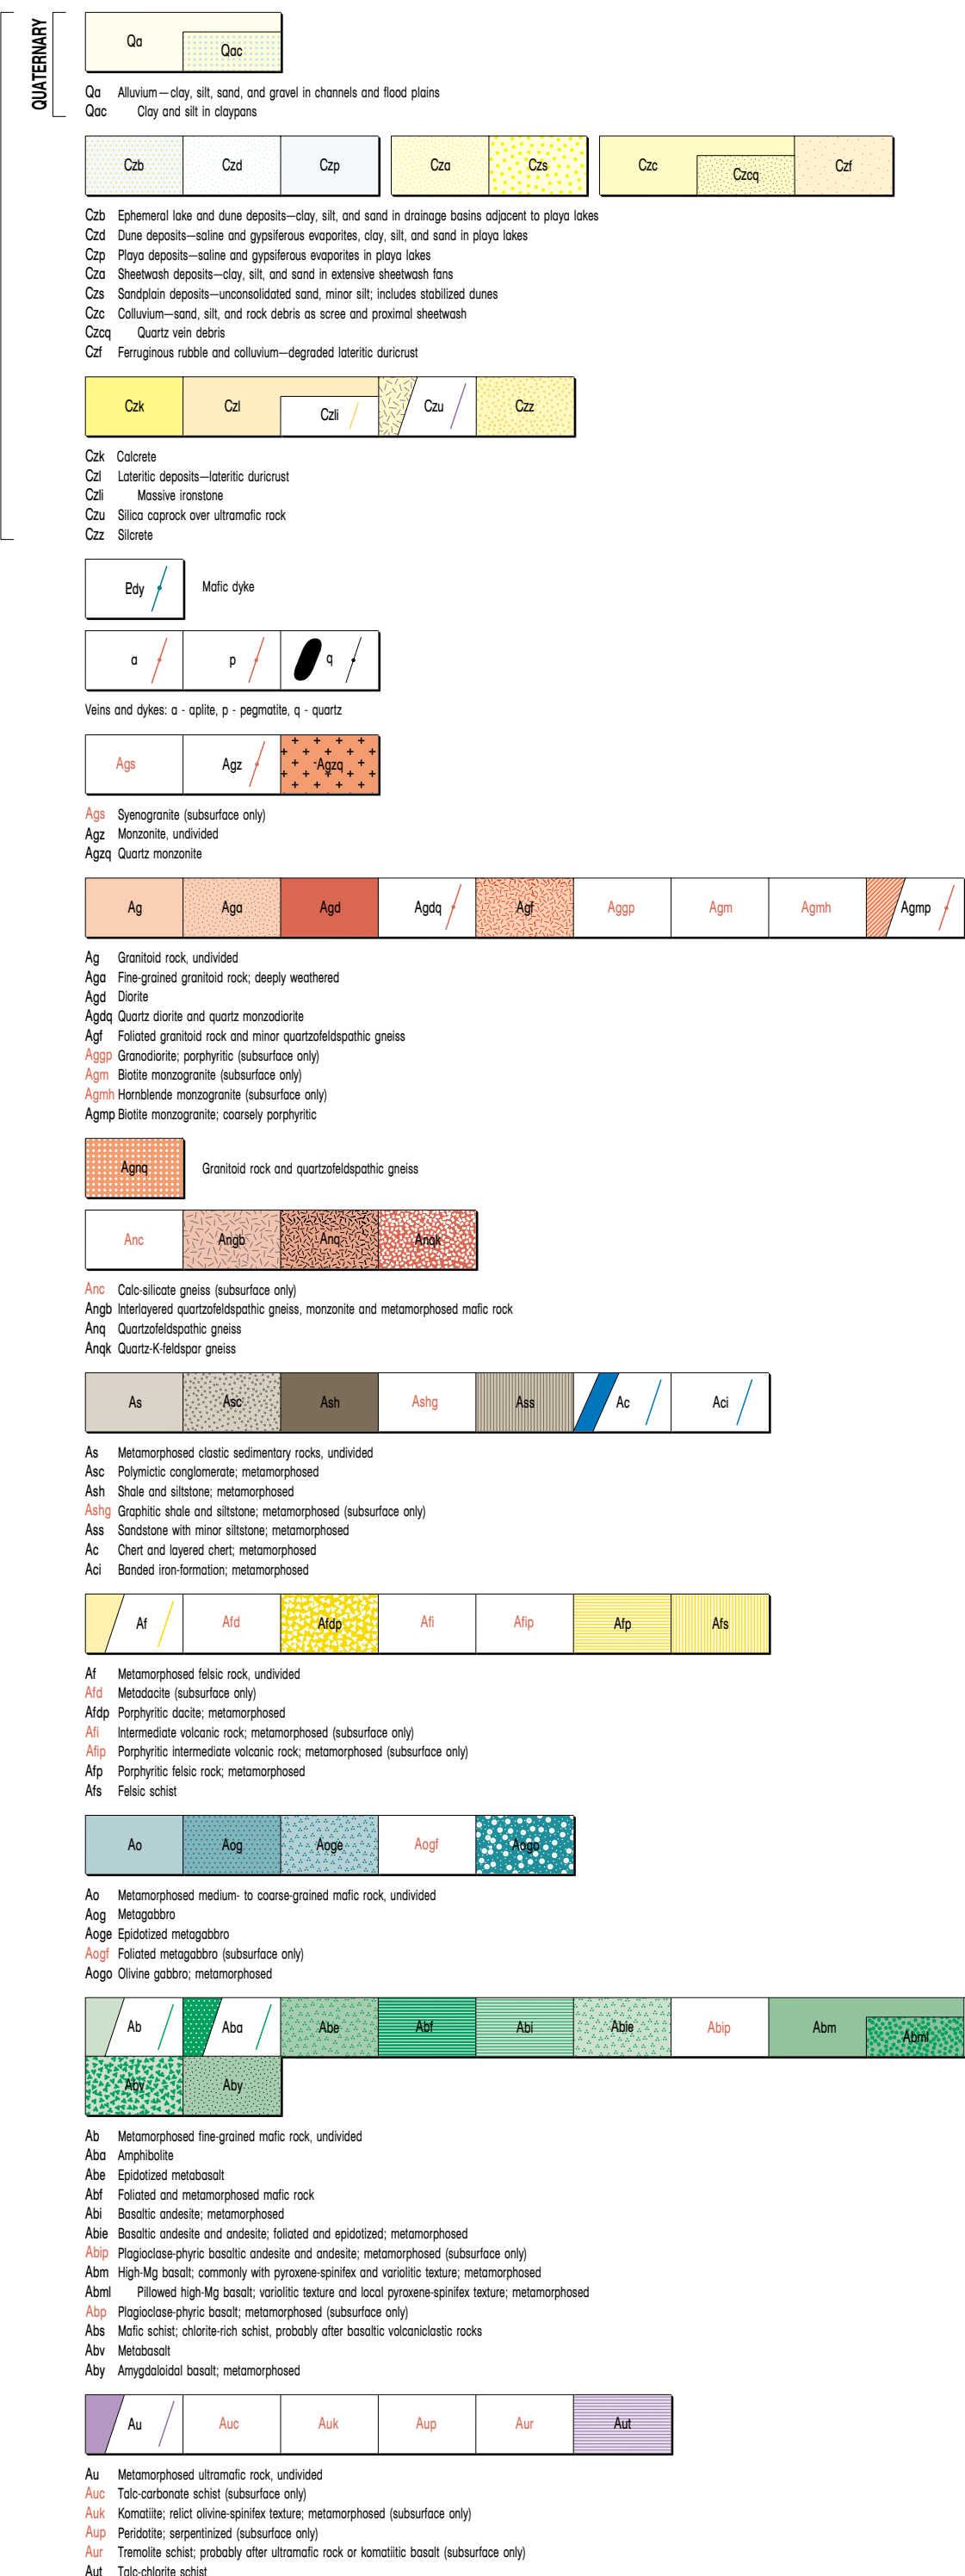 QUATERNARY
Qa Qac
Qa Alluvium—clay, silt, sand, and gravel in channels and flood plains
Qac Clay and silt in claypans
Czb Czd Czp Cza Czs Czc Czcq Czf
Czb Ephemeral lake and dune deposits—clay, silt, and sand in drainage basins adjacent to playa lakes
Czd Dune deposits—saline and gypsiferous evaporites, clay, silt, and sand in playa lakes
Czp Playa deposits—saline and gypsiferous evaporites in playa lakes
Cza Sheetwash deposits—clay, silt, and sand in extensive sheetwash fans
Czs Sandplain deposits—unconsolidated sand, minor silt; includes stabilized dunes
Czc Colluvium—sand, silt, and rock debris as scree and proximal sheetwash
Czcq Quartz vein debris
Czf Ferruginous rubble and colluvium—degraded lateritic duricrust
Czk Czl Czli Czu Czz
Czk Calcrete
Czl Lateritic deposits—lateritic duricrust
Czli Massive ironstone
Czu Silica caprock over ultramafic rock
Czz Silcrete
Pdy Mafic dyke
a p q
Veins and dykes: a - aplite, p - pegmatite, q - quartz
Ags Agz Agzq
Ags Syenogranite (subsurface only)
Agz Monzonite, undivided
Agzq Quartz monzonite
Ag Aga Agd Agdq Agf Aggp Agm Agmh Agmp
Ag Granitoid rock, undivided
Aga Fine-grained granitoid rock; deeply weathered
Agd Diorite
Agdq Quartz diorite and quartz monzodiorite
Agf Foliated granitoid rock and minor quartzofeldspathic gneiss
Aggp Granodiorite; porphyritic (subsurface only)
Agm Biotite monzogranite (subsurface only)
Agmh Hornblende monzogranite (subsurface only)
Agmp Biotite monzogranite; coarsely porphyritic
Agnq Granitoid rock and quartzofeldspathic gneiss
Anc Angb Anq Anqk
Anc Calc-silicate gneiss (subsurface only)
Angb Interlayered quartzofeldspathic gneiss, monzonite and metamorphosed mafic rock
Anq Quartzofeldspathic gneiss
Anqk Quartz-K-feldspar gneiss
As Asc Ash Ashg Ass Ac Aci
As Metamorphosed clastic sedimentary rocks, undivided
Asc Polymictic conglomerate; metamorphosed
Ash Shale and siltstone; metamorphosed
Ashg Graphitic shale and siltstone; metamorphosed (subsurface only)
Ass Sandstone with minor siltstone; metamorphosed
Ac Chert and layered chert; metamorphosed
Aci Banded iron-formation; metamorphosed
Af Afd Afdp Afi Afip Afp Afs
Af Metamorphosed felsic rock, undivided
Afd Metadacite (subsurface only)
Afdp Porphyritic dacite; metamorphosed
Afi Intermediate volcanic rock; metamorphosed (subsurface only)
Afip Porphyritic intermediate volcanic rock; metamorphosed (subsurface only)
Afp Porphyritic felsic rock; metamorphosed
Afs Felsic schist
Ao Aog Aoge Aogf Aogo
Ao Metamorphosed medium- to coarse-grained mafic rock, undivided
Aog Metagabbro
Aoge Epidotized metagabbro
Aogf Foliated metagabbro (subsurface only)
Aogo Olivine gabbro; metamorphosed
Ab Aba Abe Abf Abi Abie Abip Abm Abml
Abv Aby
Ab Metamorphosed fine-grained mafic rock, undivided
Aba Amphibolite
Abe Epidotized metabasalt
Abf Foliated and metamorphosed mafic rock
Abi Basaltic andesite; metamorphosed
Abie Basaltic andesite and andesite; foliated and epidotized; metamorphosed
Abip Plagioclase-phyric basaltic andesite and andesite; metamorphosed (subsurface only)
Abm High-Mg basalt; commonly with pyroxene-spinifex and variolitic texture; metamorphosed
Abml Pillowed high-Mg basalt; variolitic texture and local pyroxene-spinifex texture; metamorphosed
Abp Plagioclase-phyric basalt; metamorphosed (subsurface only)
Abs Mafic schist; chlorite-rich schist, probably after basaltic volcaniclastic rocks
Abv Metabasalt
Aby Amygdaloidal basalt; metamorphosed
Au Auc Auk Aup Aur Aut
Au Metamorphosed ultramafic rock, undivided
Auc Talc-carbonate schist (subsurface only)
Auk Komatiite; relict olivine-spinifex texture; metamorphosed (subsurface only)
Aup Peridotite; serpentinized (subsurface only)
Aur Tremolite schist; probably after ultramafic rock or komatiitic basalt (subsurface only)
Aut Talc-chlorite schist